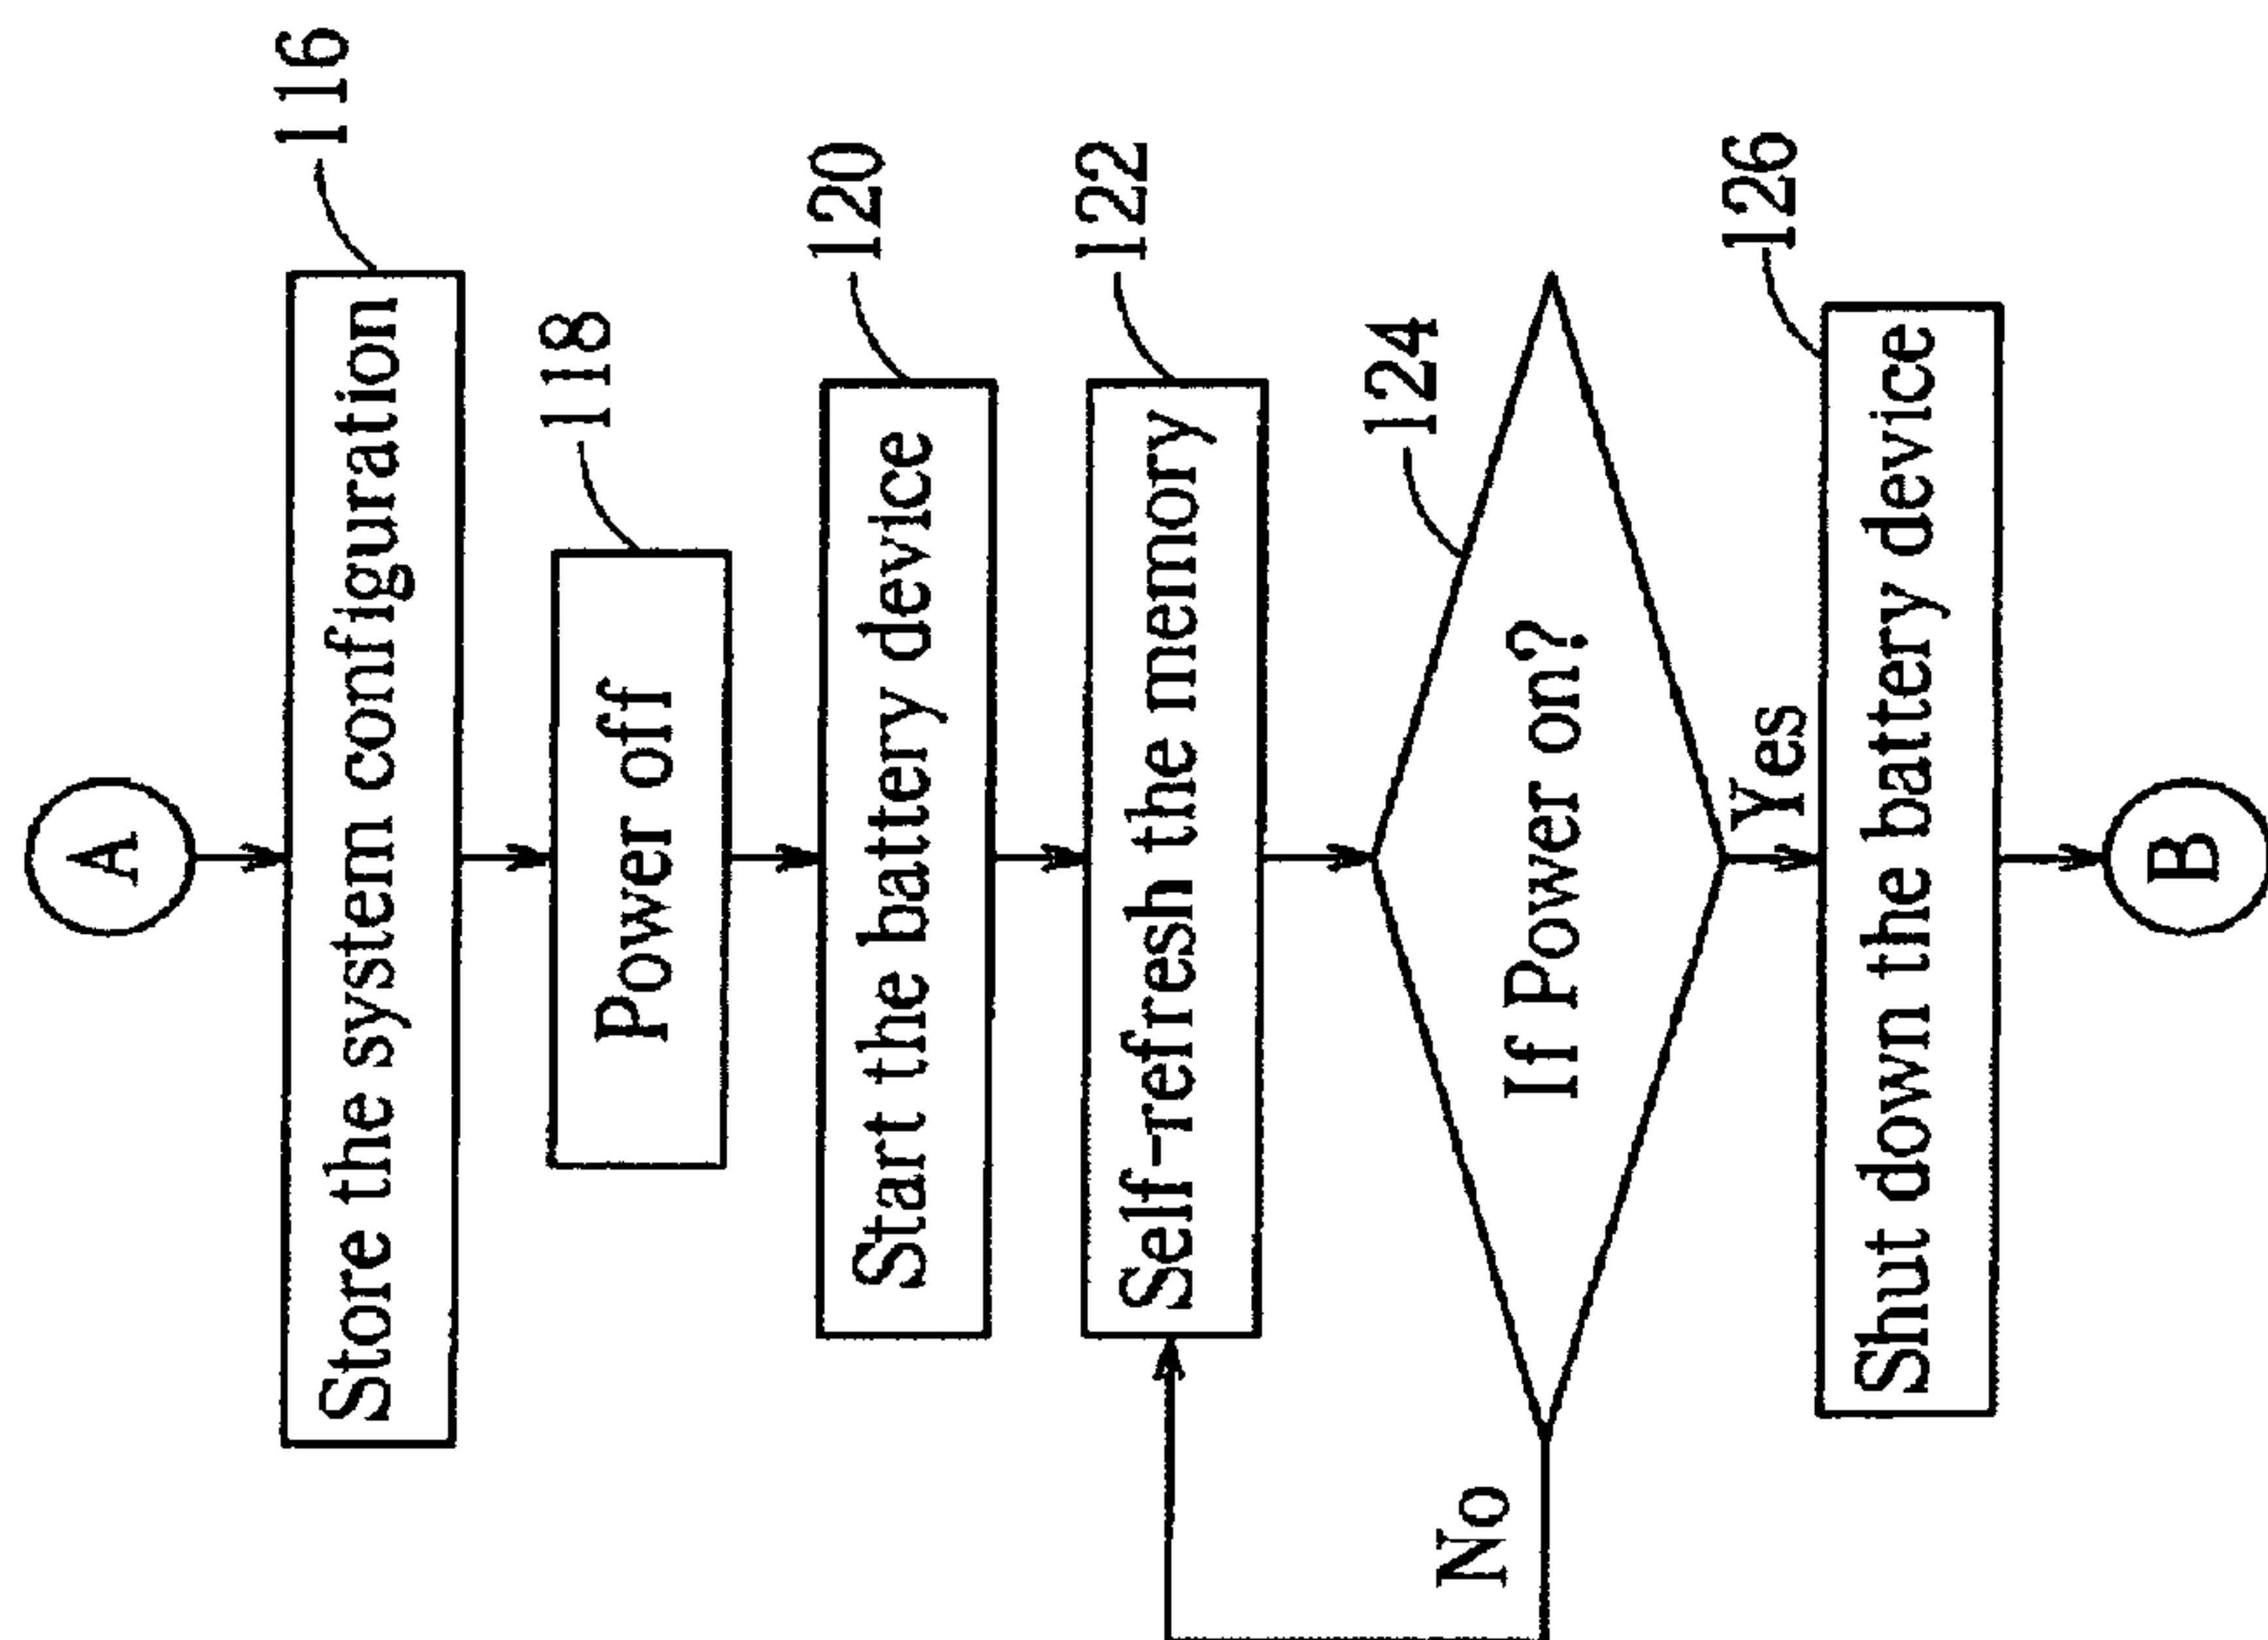 A
116
Store the system configuration
118
Power off
120
Start the battery device
122
Self-refresh the memory
124
If Power on?
No
Yes
126
Shut down the battery device
B